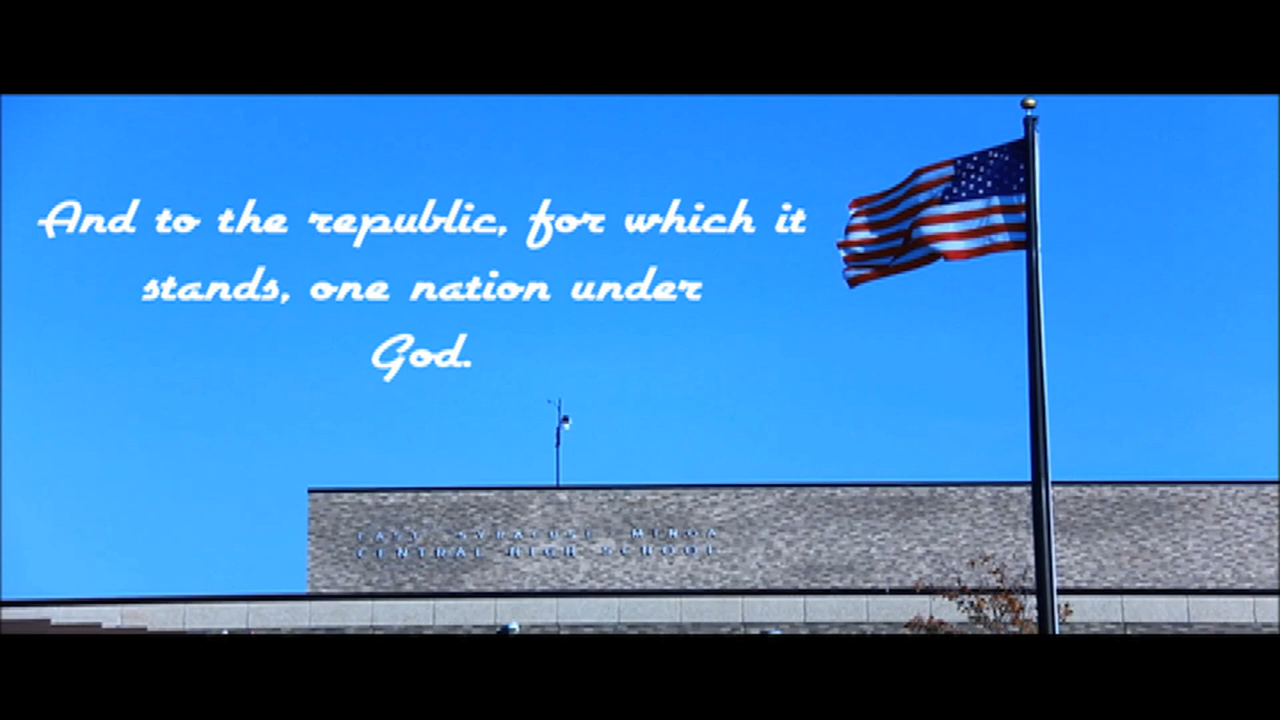 And to the republic, for which it
stands, one nation under
God.
EAST SYRACUSE MINOA
CENTRAL HIGH SCHOOL